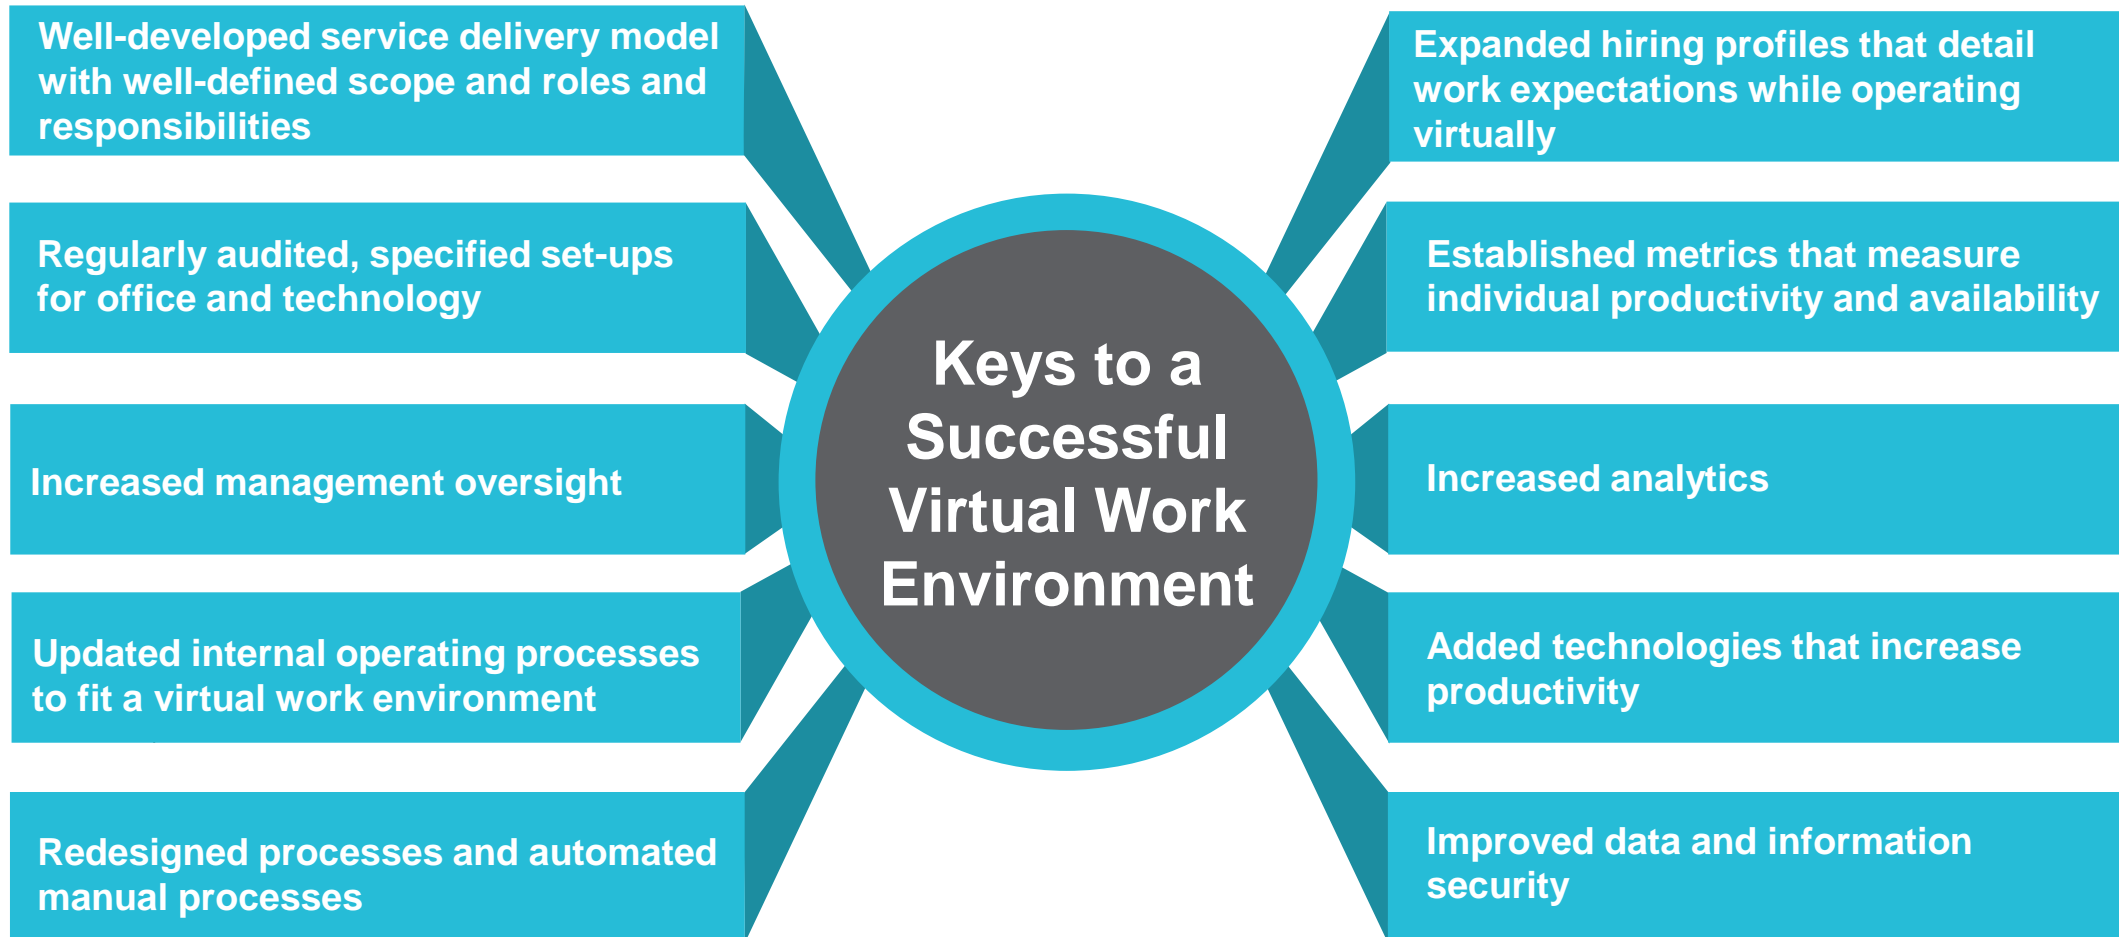 Well-developed service delivery model
with well-defined scope and roles and
responsibilities
Regularly audited, specified set-ups
for office and technology
Increased management oversight
Updated internal operating processes
to fit a virtual work environment
Redesigned processes and automated
manual processes
Keys to a
Successful
Virtual Work
Environment
Expanded hiring profiles that detail
work expectations while operating
virtually
Established metrics that measure
individual productivity and availability
Increased analytics
Added technologies that increase
productivity
Improved data and information
security